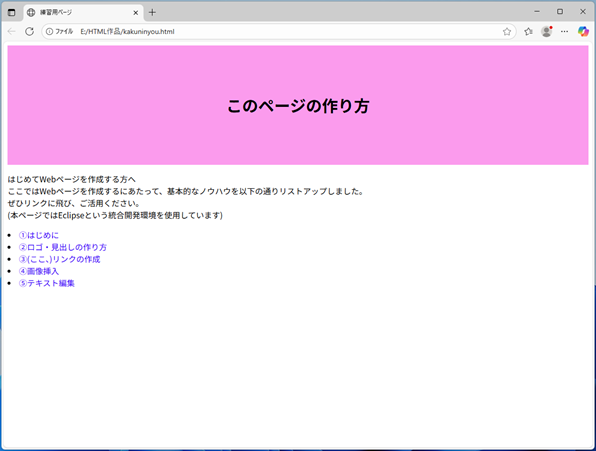 練習用ページ
ファイル E:/HTML作品/kakuninyou.html
このページの作り方
はじめてWebページを作成する方へ
ここではWebページを作成するにあたって、基本的なノウハウを以下の通りリストアップしました。
ぜひリンクに飛び、ご活用ください。
(本ページではEclipseという統合開発環境を使用しています)
①はじめに
②ロゴ・見出しの作り方
③(ここ、)リンクの作成
④画像挿入
⑤テキスト編集